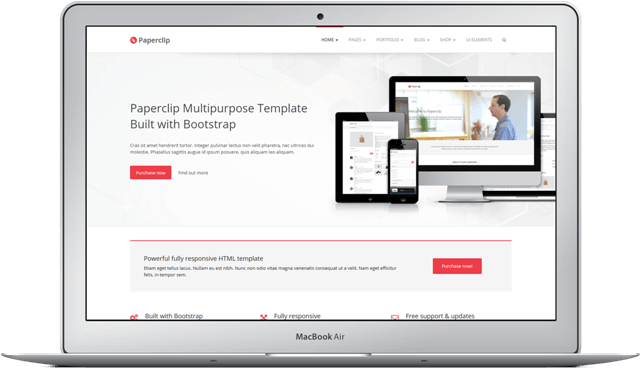 Paperclip
HOME PAGES PORTFOLIO BLOG SHOP UI ELEMENTS
Paperclip Multipurpose Template
Built with Bootstrap
Cras sit amet hendrerit tortor. Integer pulvinar lectus non velit pharetra, nec ultrices dui
molestie. Phasellus sagittis augue id ipsum posuere, quis aliquam leo aliquam.
Purchase now
Find out more
Powerful fully responsive HTML template
Etiam eget tellus lacus. Nullam eu est nibh. Nunc non odio vitae magna venenatis consequat ut a velit. Nam eget efficitur
felis, in tempor sem.
Purchase now!
Built with Bootstrap
Fully responsive
Free support & updates
MacBook Air